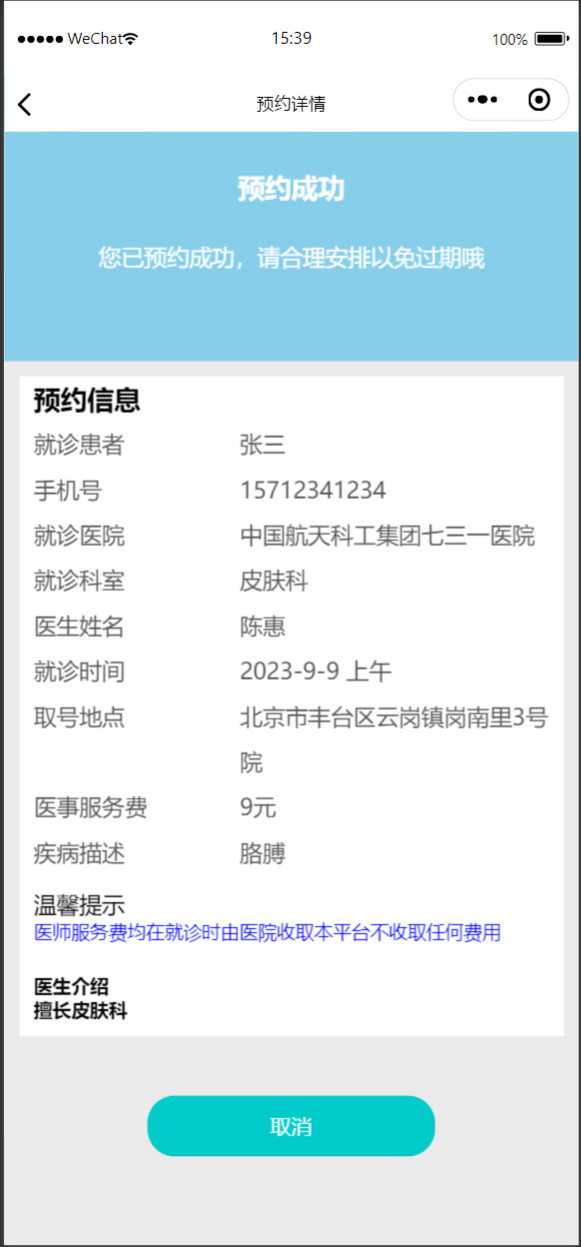 WeChat
15:39
100%
预约详情
预约成功
您已预约成功，请合理安排以免过期哦
预约信息
就诊患者 张三
手机号 15712341234
就诊医院 中国航天科工集团七三一医院
就诊科室 皮肤科
医生姓名 陈惠
就诊时间 2023-9-9 上午
取号地点 北京市丰台区云岗镇岗南里3号
院
医事服务费 9元
疾病描述 胳膊
温馨提示
医师服务费均在就诊时由医院收取本平台不收取任何费用
医生介绍
擅长皮肤科
取消